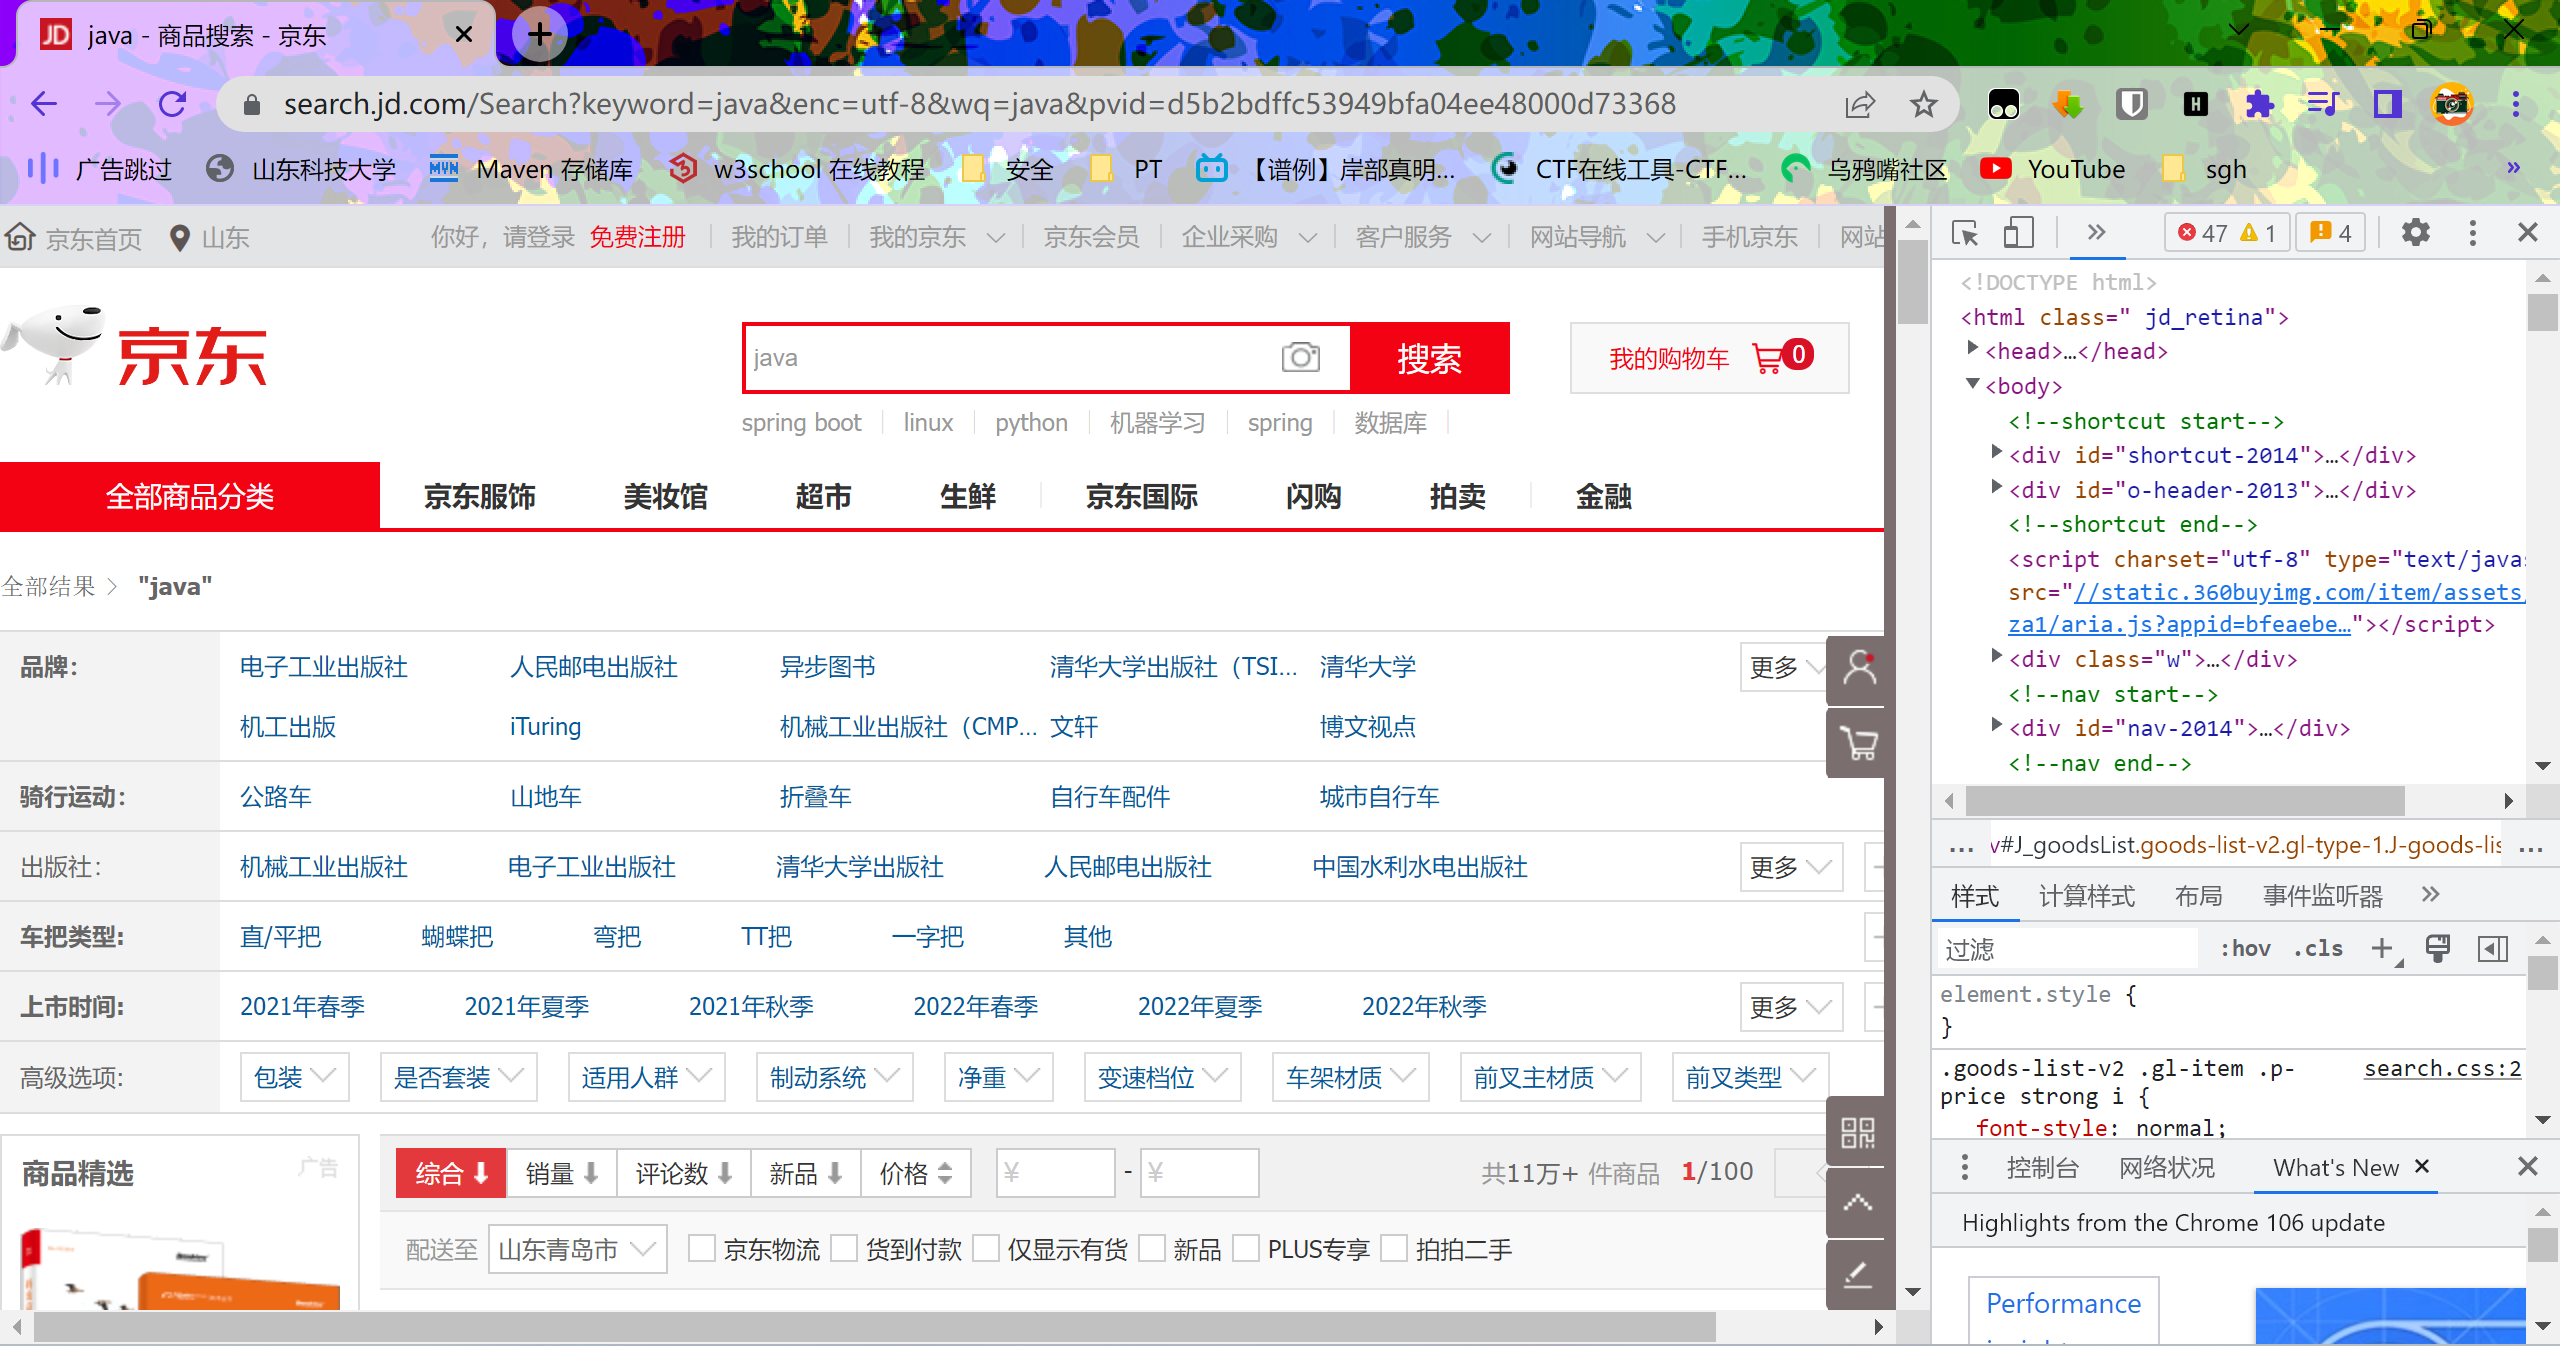 java - 商品搜索 - 京东
search.jd.com/Search?keyword=java&enc=utf-8&wq=java&pvid=d5b2bdffc53949bfa04ee48000d73368
广告跳过 山东科技大学 Maven 存储库 w3school 在线教程 安全 PT 【谱例】岸部真明... CTF在线工具-CTF... 乌鸦嘴社区 YouTube sgh »
京东首页 山东 你好，请登录 免费注册 我的订单 我的京东 京东会员 企业采购 客户服务 网站导航 手机京东 网站
京东
java 搜索 我的购物车 0
spring boot linux python 机器学习 spring 数据库
全部商品分类 京东服饰 美妆馆 超市 生鲜 京东国际 闪购 拍卖 金融
全部结果 > "java"
品牌： 电子工业出版社 人民邮电出版社 异步图书 清华大学出版社（TSI... 清华大学 更多
机工出版 iTuring 机械工业出版社（CMP... 文轩 博文视点
骑行运动： 公路车 山地车 折叠车 自行车配件 城市自行车
出版社： 机械工业出版社 电子工业出版社 清华大学出版社 人民邮电出版社 中国水利水电出版社 更多
车把类型: 直/平把 蝴蝶把 弯把 TT把 一字把 其他
上市时间: 2021年春季 2021年夏季 2021年秋季 2022年春季 2022年夏季 2022年秋季 更多
高级选项: 包装 是否套装 适用人群 制动系统 净重 变速档位 车架材质 前叉主材质 前叉类型
商品精选 广告
综合 销量 评论数 新品 价格 ¥ - ¥ 共11万+ 件商品 1/100
配送至 山东青岛市 京东物流 货到付款 仅显示有货 新品 PLUS专享 拍拍二手
» 47 1 4
<!DOCTYPE html>
<html class=" jd_retina">
<head>…</head>
<body>
<!--shortcut start-->
<div id="shortcut-2014">…</div>
<div id="o-header-2013">…</div>
<!--shortcut end-->
<script charset="utf-8" type="text/java
src="//static.360buyimg.com/item/assets/
za1/aria.js?appid=bfeaebe…"></script>
<div class="w">…</div>
<!--nav start-->
<div id="nav-2014">…</div>
<!--nav end-->
... v#J_goodsList.goods-list-v2.gl-type-1.J-goods-lis ...
样式 计算样式 布局 事件监听器 »
过滤 :hov .cls +
element.style {
}
.goods-list-v2 .gl-item .p- search.css:2
price strong i {
font-style: normal;
控制台 网络状况 What's New ×
Highlights from the Chrome 106 update
Performance